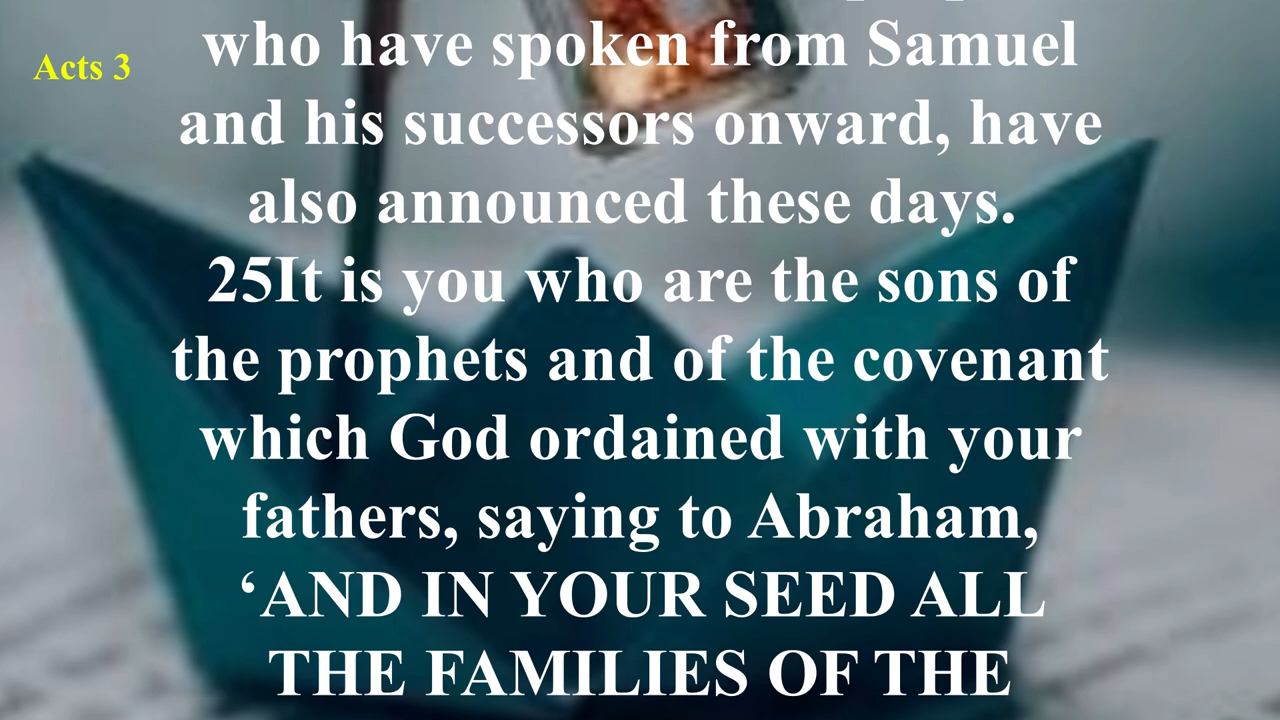 Acts 3
who have spoken from Samuel
and his successors onward, have
also announced these days.
25It is you who are the sons of
the prophets and of the covenant
which God ordained with your
fathers, saying to Abraham,
‘AND IN YOUR SEED ALL
THE FAMILIES OF THE